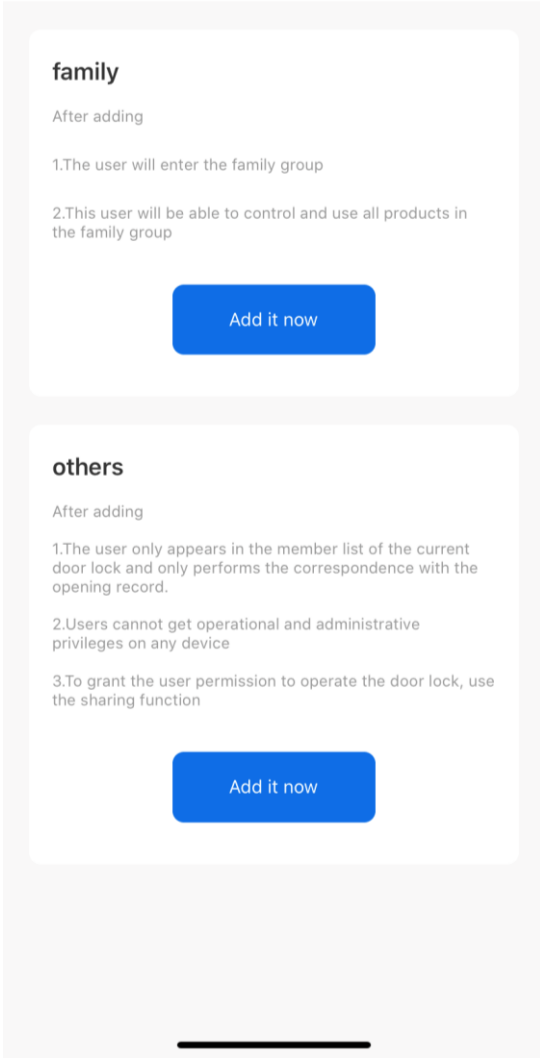 family
After adding
1.The user will enter the family group
2.This user will be able to control and use all products in
the family group
Add it now
others
After adding
1.The user only appears in the member list of the current
door lock and only performs the correspondence with the
opening record.
2.Users cannot get operational and administrative
privileges on any device
3.To grant the user permission to operate the door lock, use
the sharing function
Add it now